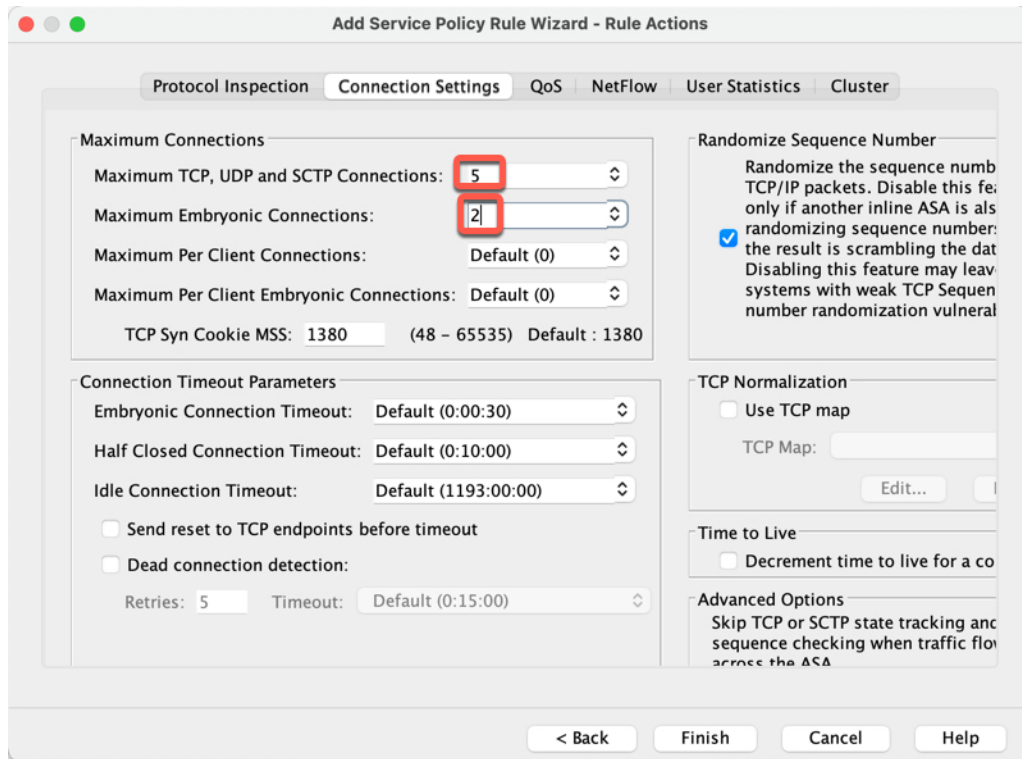 Add Service Policy Rule Wizard - Rule Actions
Protocol Inspection Connection Settings QoS NetFlow User Statistics Cluster
Maximum Connections
Maximum TCP, UDP and SCTP Connections: 5
Maximum Embryonic Connections: 2
Maximum Per Client Connections: Default (0)
Maximum Per Client Embryonic Connections: Default (0)
TCP Syn Cookie MSS: 1380 (48 - 65535) Default : 1380
Randomize Sequence Number
Randomize the sequence numb
TCP/IP packets. Disable this fea
only if another inline ASA is als
randomizing sequence numbers
the result is scrambling the dat
Disabling this feature may leav
systems with weak TCP Sequen
number randomization vulneral
Connection Timeout Parameters
Embryonic Connection Timeout: Default (0:00:30)
Half Closed Connection Timeout: Default (0:10:00)
Idle Connection Timeout: Default (1193:00:00)
Send reset to TCP endpoints before timeout
Dead connection detection:
Retries: 5 Timeout: Default (0:15:00)
TCP Normalization
Use TCP map
TCP Map:
Edit...
Time to Live
Decrement time to live for a co
Advanced Options
Skip TCP or SCTP state tracking and
sequence checking when traffic flow
across the ASA
< Back Finish Cancel Help